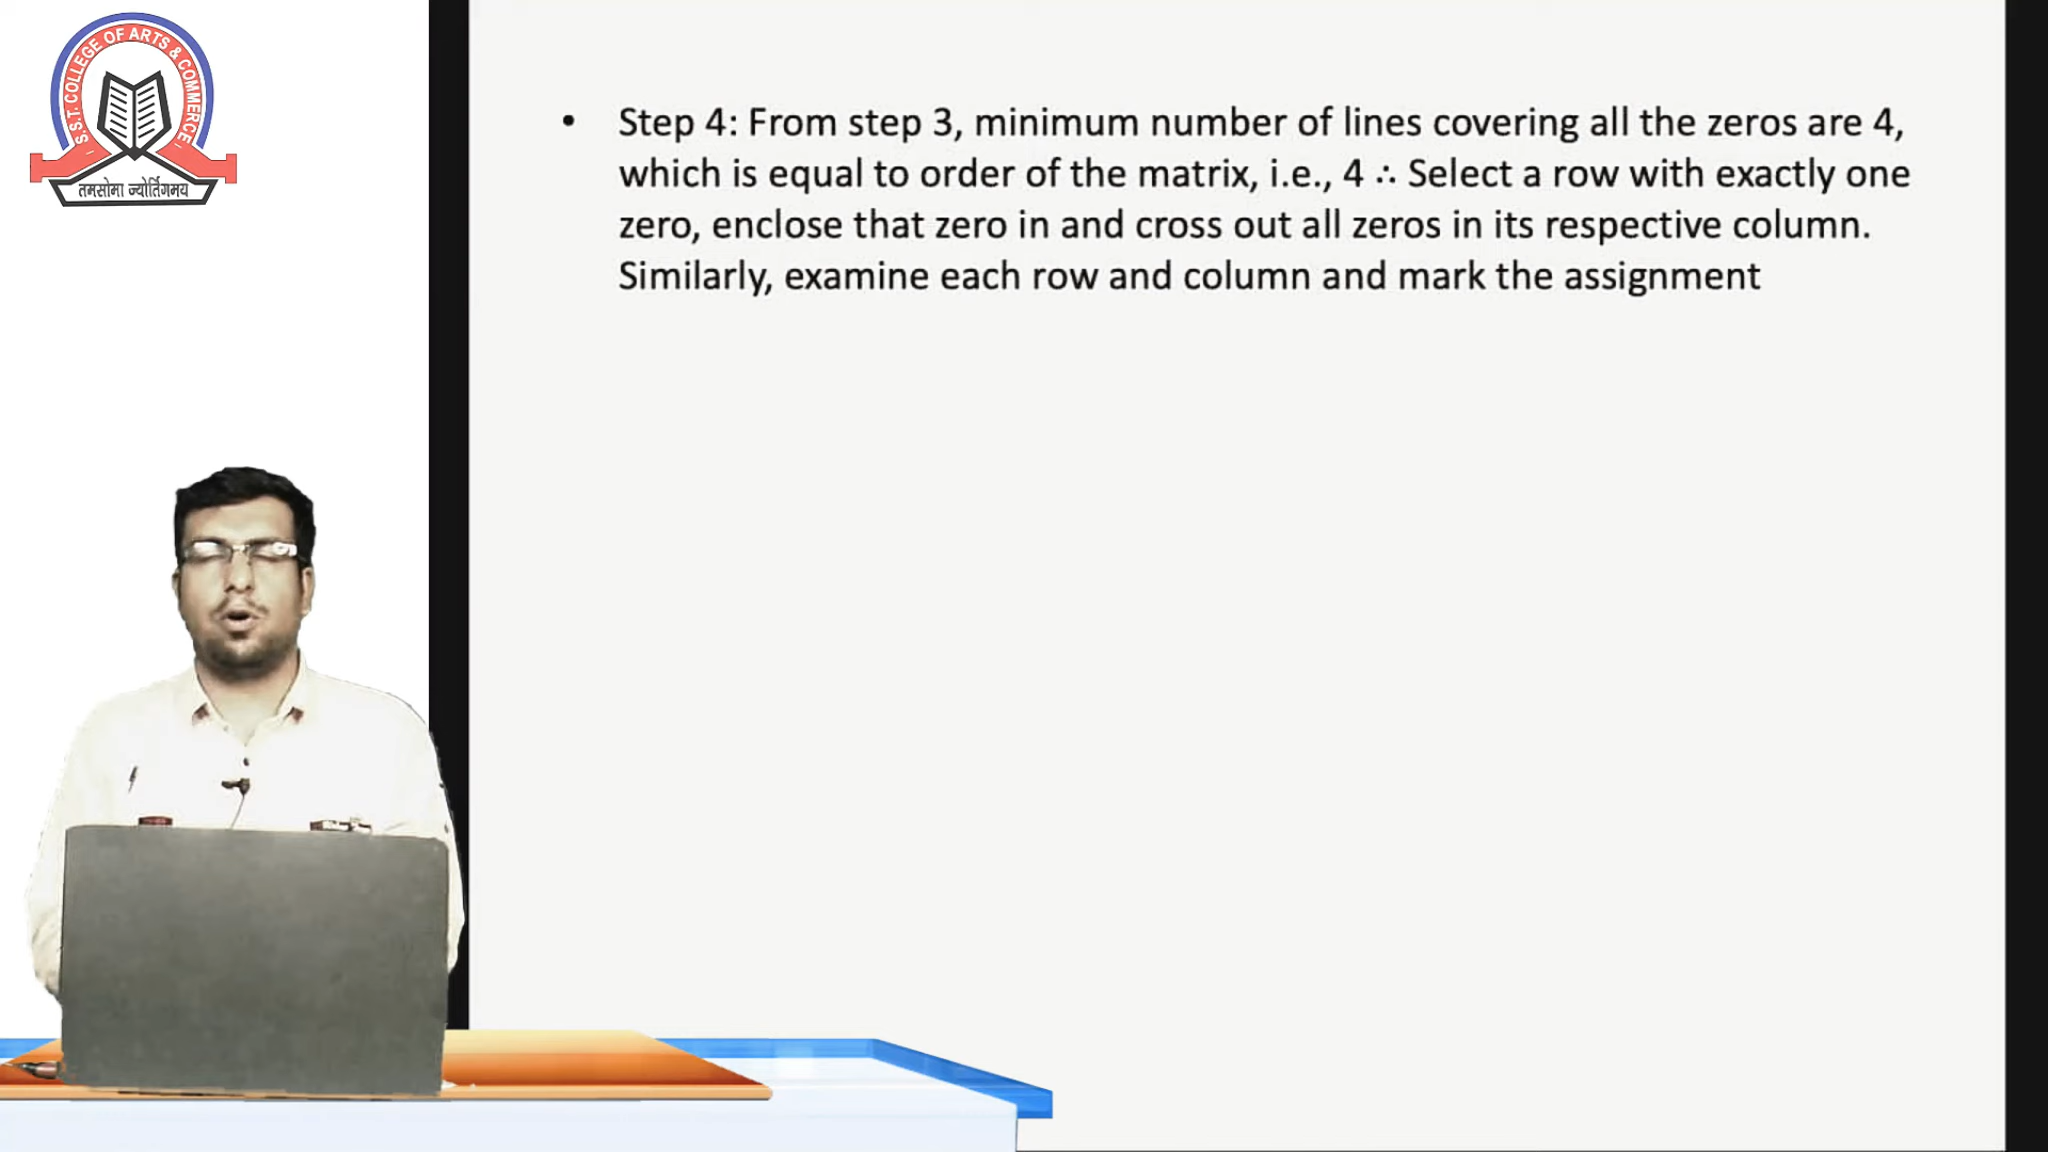 S.S.T. COLLEGE OF ARTS & COMMERCE
तमसोमा ज्योर्तिगमय
• Step 4: From step 3, minimum number of lines covering all the zeros are 4,
which is equal to order of the matrix, i.e., 4 ∴ Select a row with exactly one
zero, enclose that zero in and cross out all zeros in its respective column.
Similarly, examine each row and column and mark the assignment